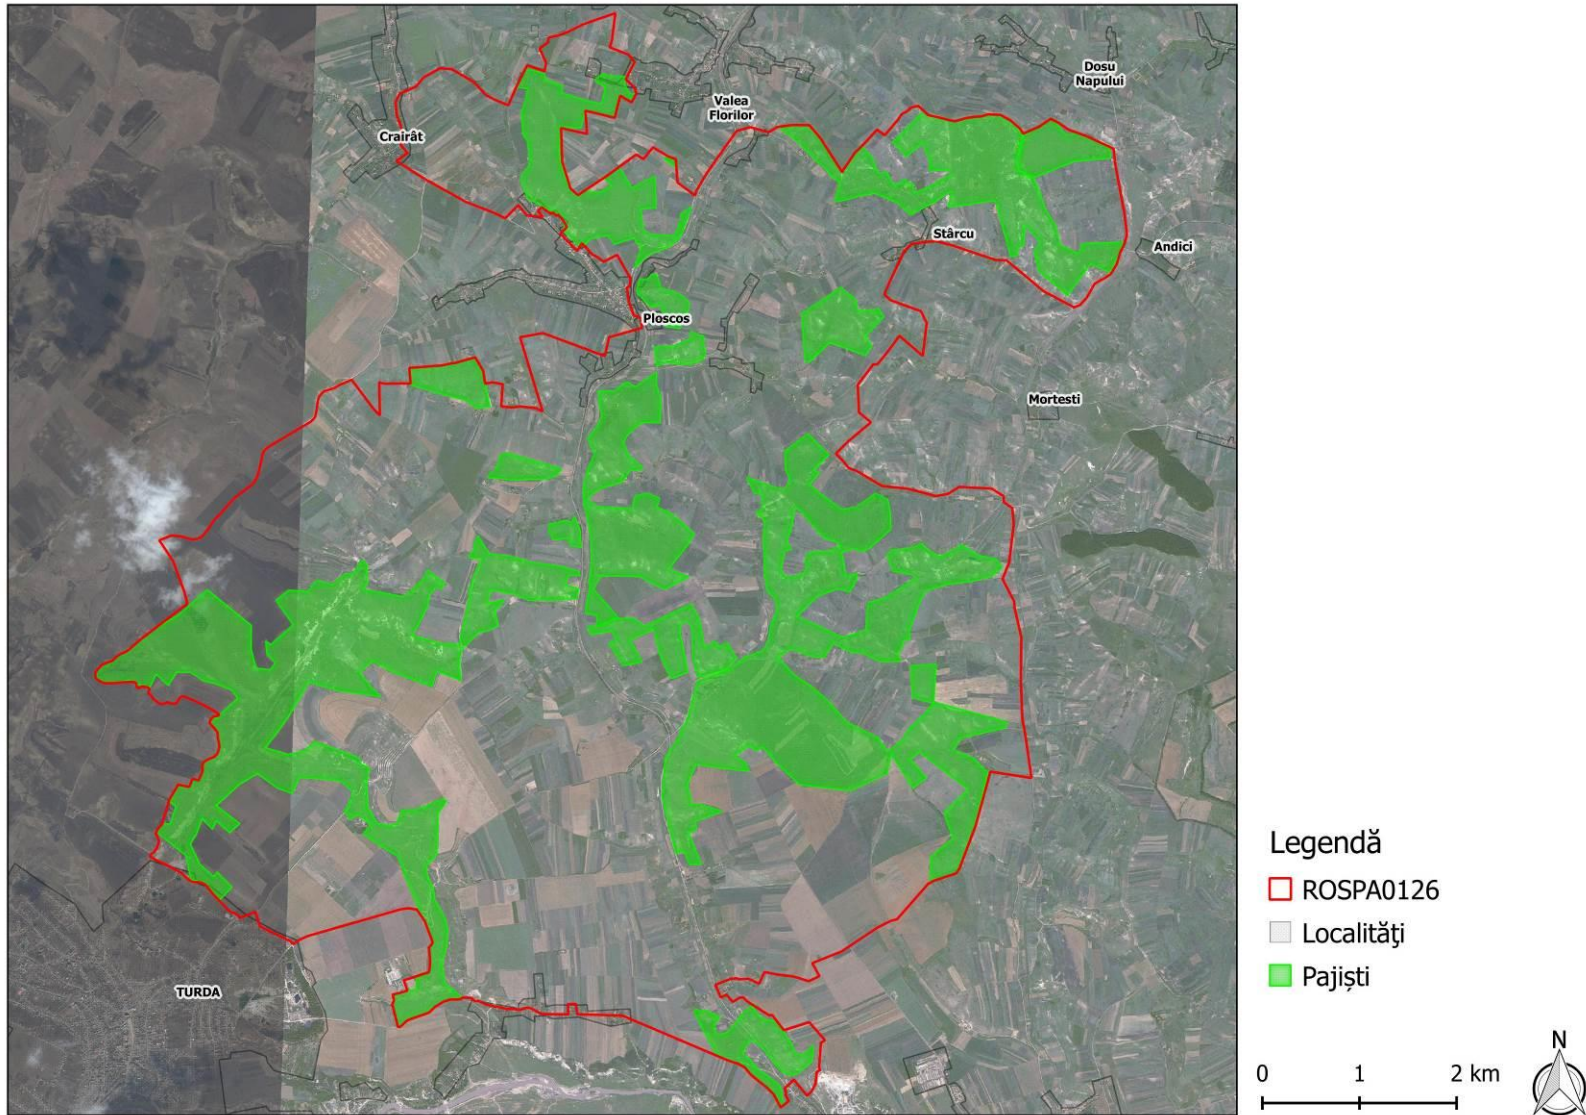 Dosu
Napului
Valea
Florilor
Crairât
Stârcu
Andici
Ploscos
Mortesti
TURDA
Legendă
ROSPA0126
Localităţi
Pajiști
N
0 1 2 km